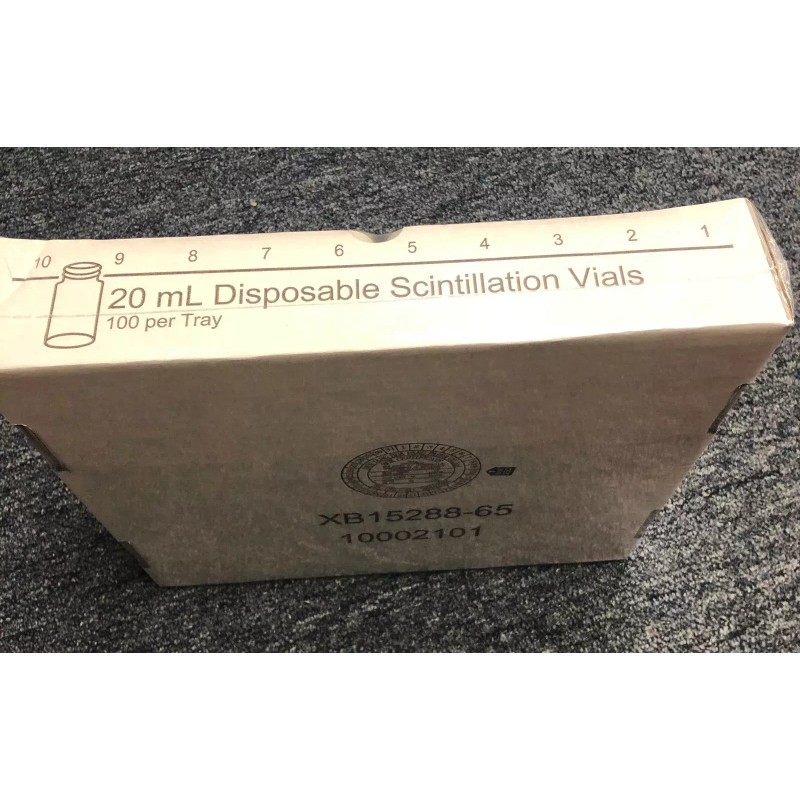 10 9 8 7 6 5 4 3 2 1
20 mL Disposable Scintillation Vials
100 per Tray
XB15288-65
10002101